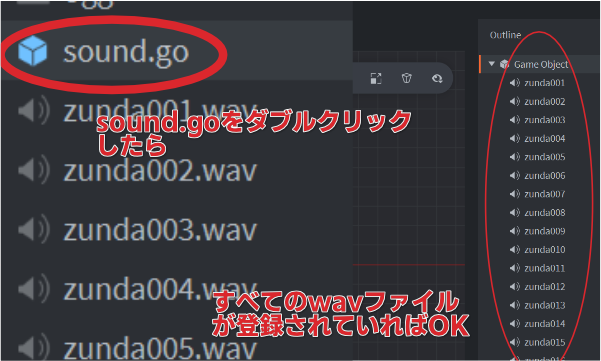 sound.go
zunda001.wav
zunda002.wav
zunda003.wav
zunda004.wav
zunda005.wav
sound.goをダブルクリック
したら
すべてのwavファイル
が登録されていればOK
Outline
Game Object
zunda001
zunda002
zunda003
zunda004
zunda005
zunda006
zunda007
zunda008
zunda009
zunda010
zunda011
zunda012
zunda013
zunda014
zunda015